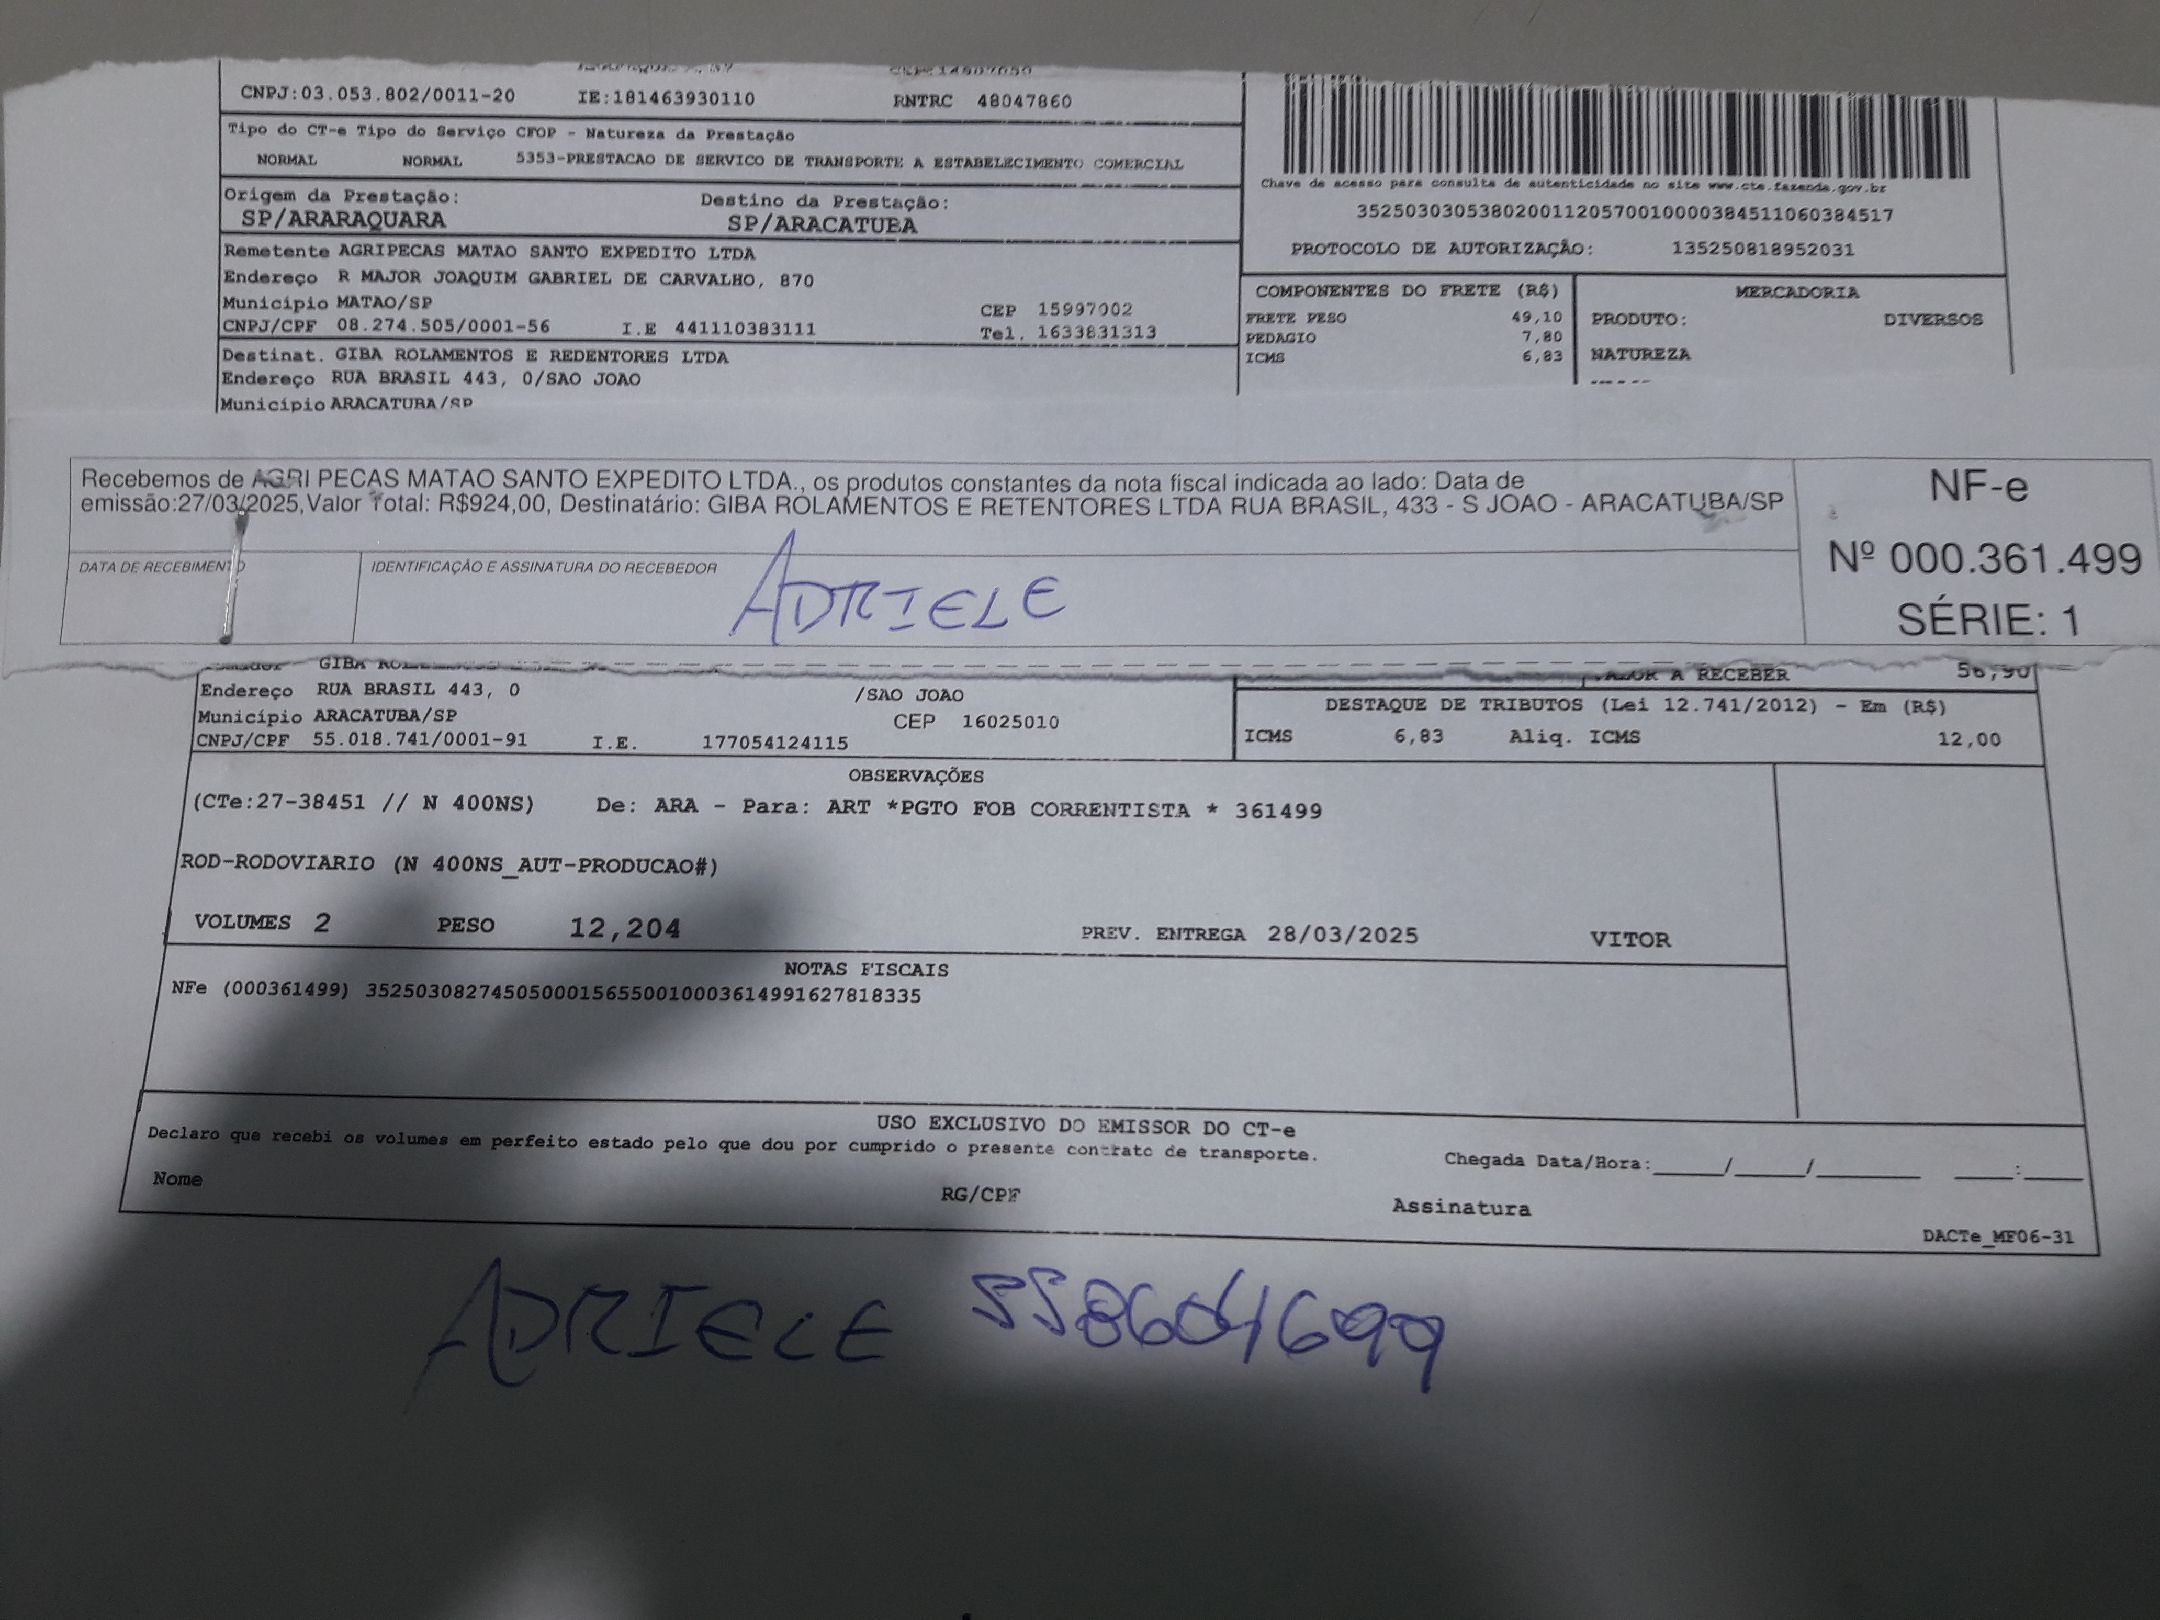 CNPJ:03.053.802/0011-20 IE:181463930110 RNTRC 48047860
Tipo do CT-e Tipo do Serviço CFOP - Natureza da Prestação
NORMAL NORMAL 5353-PRESTACAO DE SERVICO DE TRANSPORTE A ESTABELECIMENTO COMERCIAL
Origem da Prestação: Destino da Prestação:
SP/ARARAQUARA SP/ARACATUBA
Remetente AGRIPECAS MATAO SANTO EXPEDITO LTDA
Endereço R MAJOR JOAQUIM GABRIEL DE CARVALHO, 870
Município MATAO/SP CEP 15997002
CNPJ/CPF 08.274.505/0001-56 I.E 441110383111 Tel. 1633831313
Destinat. GIBA ROLAMENTOS E REDENTORES LTDA
Endereço RUA BRASIL 443, 0/SAO JOAO
Município ARACATUBA/SP
Chave de acesso para consulta de autenticidade no site www.cte.fazenda.gov.br
35250303053802001120570010000384511060384517
PROTOCOLO DE AUTORIZAÇÃO: 135250818952031
COMPONENTES DO FRETE (R$)
FRETE PESO 49,10
PEDAGIO 7,80
ICMS 6,83
MERCADORIA
PRODUTO: DIVERSOS
NATUREZA
Recebemos de AGRI PECAS MATAO SANTO EXPEDITO LTDA., os produtos constantes da nota fiscal indicada ao lado: Data de
emissão:27/03/2025,Valor Total: R$924,00, Destinatário: GIBA ROLAMENTOS E RETENTORES LTDA RUA BRASIL, 433 - S JOAO - ARACATUBA/SP
DATA DE RECEBIMENTO IDENTIFICAÇÃO E ASSINATURA DO RECEBEDOR
ADRIELE
NF-e
Nº 000.361.499
SÉRIE: 1
GIBA
Endereço RUA BRASIL 443, 0 /SAO JOAO
Município ARACATUBA/SP CEP 16025010
CNPJ/CPF 55.018.741/0001-91 I.E. 177054124115
VALOR A RECEBER 56,90
DESTAQUE DE TRIBUTOS (Lei 12.741/2012) - Em (R$)
ICMS 6,83 Aliq. ICMS 12,00
OBSERVAÇÕES
(CTe:27-38451 // N 400NS) De: ARA - Para: ART *PGTO FOB CORRENTISTA * 361499
ROD-RODOVIARIO (N 400NS_AUT-PRODUCAO#)
VOLUMES 2 PESO 12,204 PREV. ENTREGA 28/03/2025 VITOR
NOTAS FISCAIS
NFe (000361499) 35250308274505000156550010003614991627818335
USO EXCLUSIVO DO EMISSOR DO CT-e
Declaro que recebi os volumes em perfeito estado pelo que dou por cumprido o presente contrato de transporte.
Chegada Data/Hora:_____/_____/_______ ____:____
Nome RG/CPF Assinatura
DACTe_MF06-31
ADRIELE 558604699